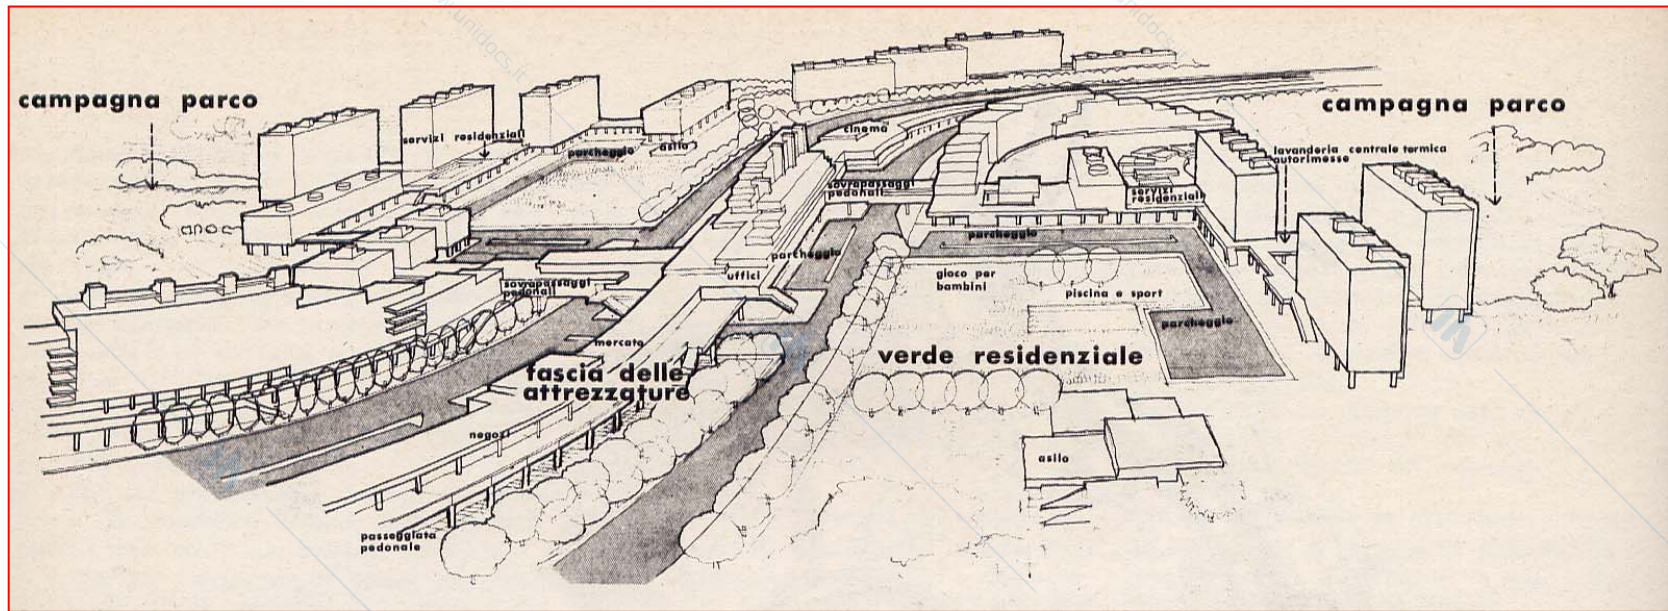 campagna parco
campagna parco
servizi residenziali
cinema
parcheggio
asilo
lavanderia centrale termica
autorimesse
sovrapassaggi
pedonali
servizi
residenziale
parcheggio
parcheggio
uffici
gioco per
bambini
sovrapassaggi
pedonali
piscina e sport
parcheggio
mercato
verde residenziale
fascia delle
attrezzature
negozi
asilo
passeggiata
pedonale